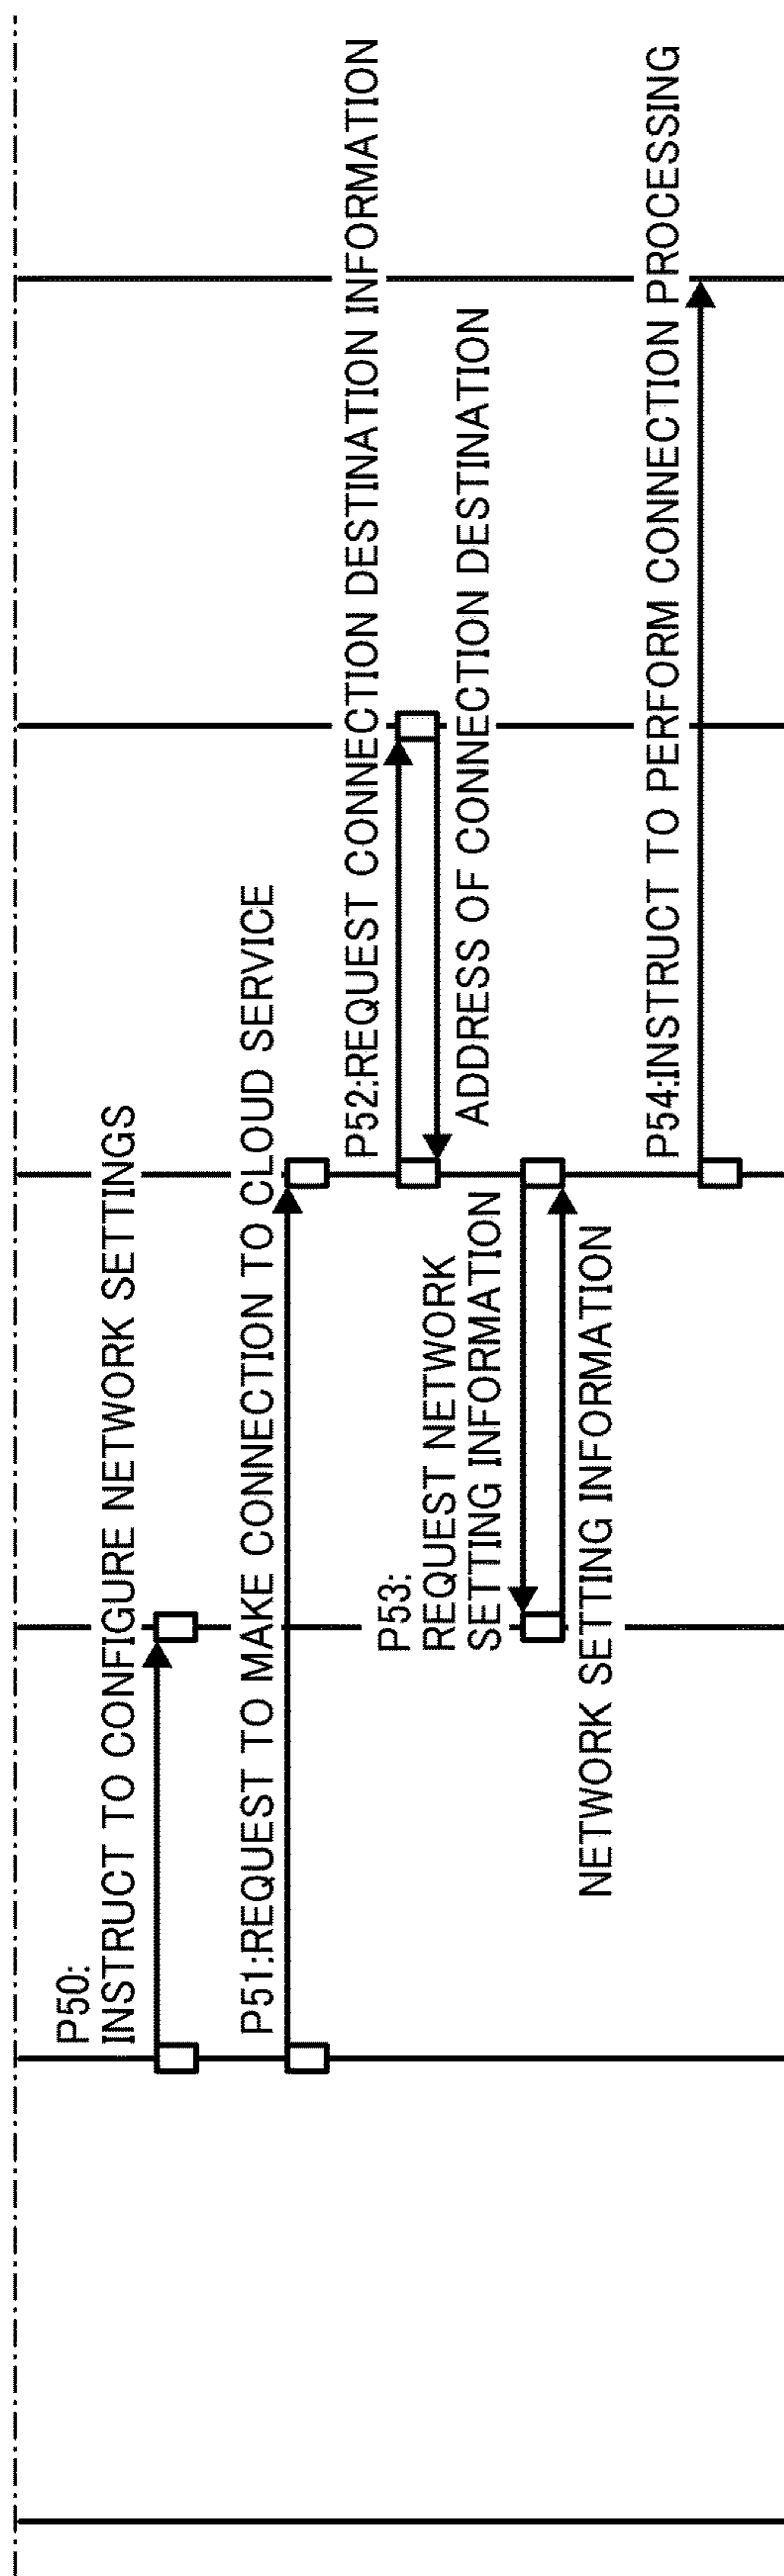 P50:
INSTRUCT TO CONFIGURE NETWORK SETTINGS
P51:REQUEST TO MAKE CONNECTION TO CLOUD SERVICE
P52:REQUEST CONNECTION DESTINATION INFORMATION
ADDRESS OF CONNECTION DESTINATION
P53:
REQUEST NETWORK
SETTING INFORMATION
NETWORK SETTING INFORMATION
P54:INSTRUCT TO PERFORM CONNECTION PROCESSING